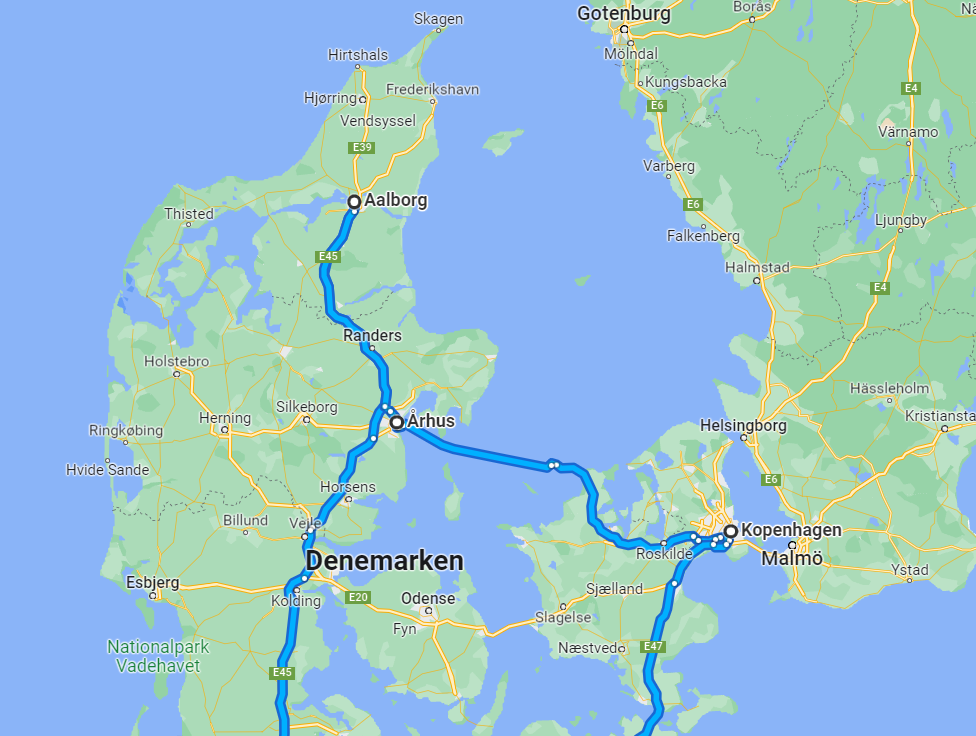 Skagen
Gotenburg
Borås
Nä
Hirtshals
Mölndal
Kungsbacka
Frederikshavn
E4
Hjørring
E6
Vendsyssel
Värnamo
E39
Varberg
Aalborg
E6
Thisted
Ljungby
Falkenberg
E45
Halmstad
E4
Randers
Holstebro
Hässleholm
Silkeborg
Kristiansta
Herning
Århus
Helsingborg
Ringkøbing
Hvide Sande
E6
Horsens
Billund
Vejle
Kopenhagen
Roskilde
Malmö
Denemarken
Ystad
Esbjerg
Sjælland
Kolding
E20
Odense
Slagelse
Fyn
Næstved
E47
Nationalpark
Vadehavet
E45